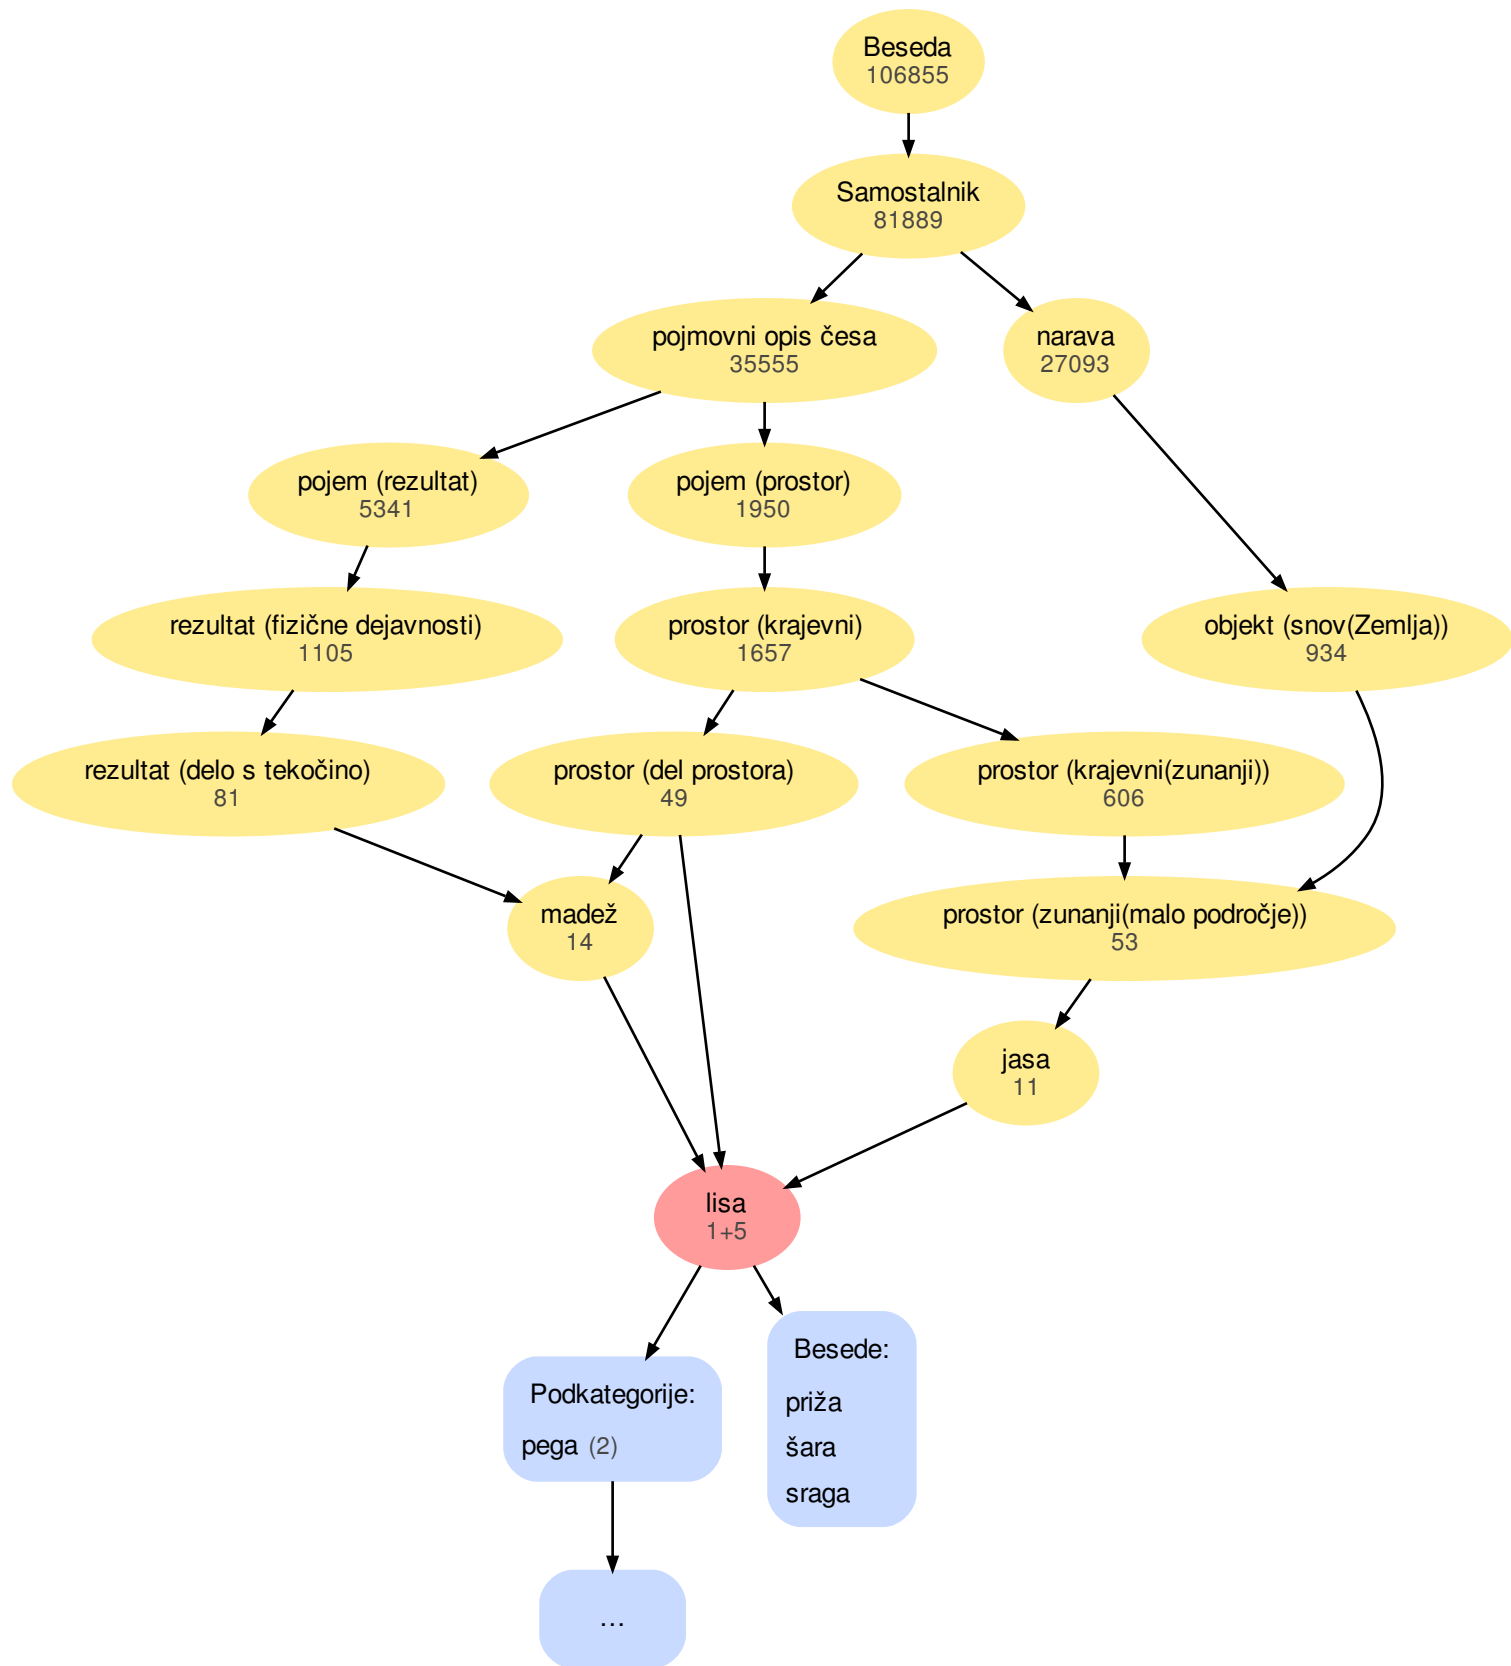 Beseda
106855
Samostalnik
81889
pojmovni opis česa
35555
narava
27093
pojem (rezultat)
5341
pojem (prostor)
1950
rezultat (fizične dejavnosti)
1105
prostor (krajevni)
1657
objekt (snov(Zemlja))
934
rezultat (delo s tekočino)
81
prostor (del prostora)
49
prostor (krajevni(zunanji))
606
madež
14
prostor (zunanji(malo področje))
53
jasa
11
lisa
1+5
Podkategorije:
pega (2)
Besede:
priža
šara
sraga
…